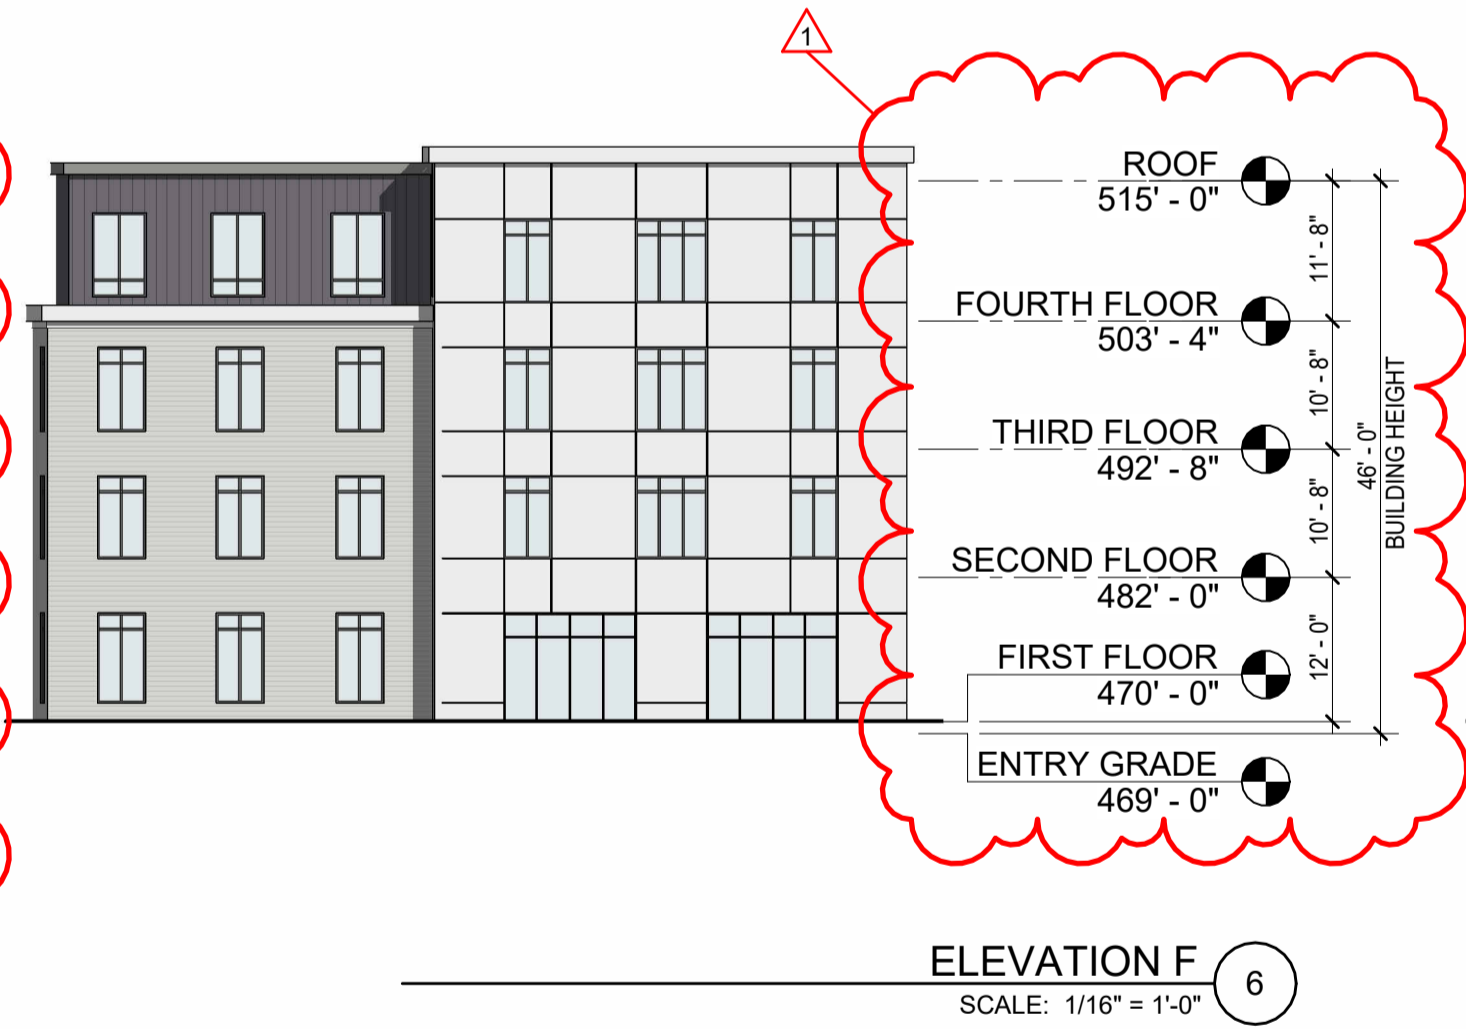 1
ROOF
515' - 0"
11' - 8"
FOURTH FLOOR
503' - 4"
10' - 8"
THIRD FLOOR
492' - 8"
10' - 8"
SECOND FLOOR
482' - 0"
12' - 0"
FIRST FLOOR
470' - 0"
ENTRY GRADE
469' - 0"
46' - 0"
BUILDING HEIGHT
ELEVATION F
6
SCALE: 1/16" = 1'-0"